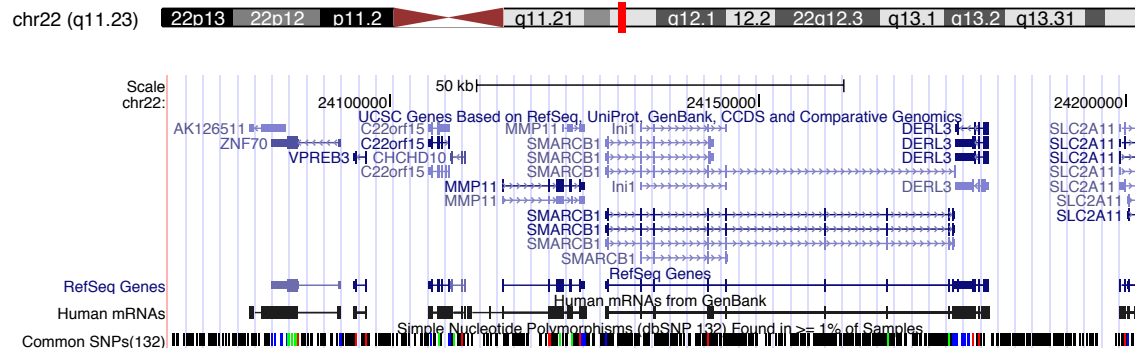 chr22 (q11.23) 22p13 22p12 p11.2 q11.21 q12.1 12.2 22q12.3 q13.1 q13.2 q13.31
Scale 50 kb
chr22: 24100000 24150000 24200000
UCSC Genes Based on RefSeq, UniProt, GenBank, CCDS and Comparative Genomics
AK126511 C22orf15 MMP11 Ini1 DERL3 SLC2A11
ZNF70 C22orf15 SMARCB1 DERL3 SLC2A11
VPREB3 CHCHD10 SMARCB1 DERL3 SLC2A11
C22orf15 SMARCB1 SLC2A11
MMP11 Ini1 DERL3 SLC2A11
MMP11 SLC2A11
SMARCB1 SLC2A11
SMARCB1
SMARCB1
SMARCB1
RefSeq Genes
RefSeq Genes
Human mRNAs from GenBank
Human mRNAs
Simple Nucleotide Polymorphisms (dbSNP 132) Found in >= 1% of Samples
Common SNPs(132)